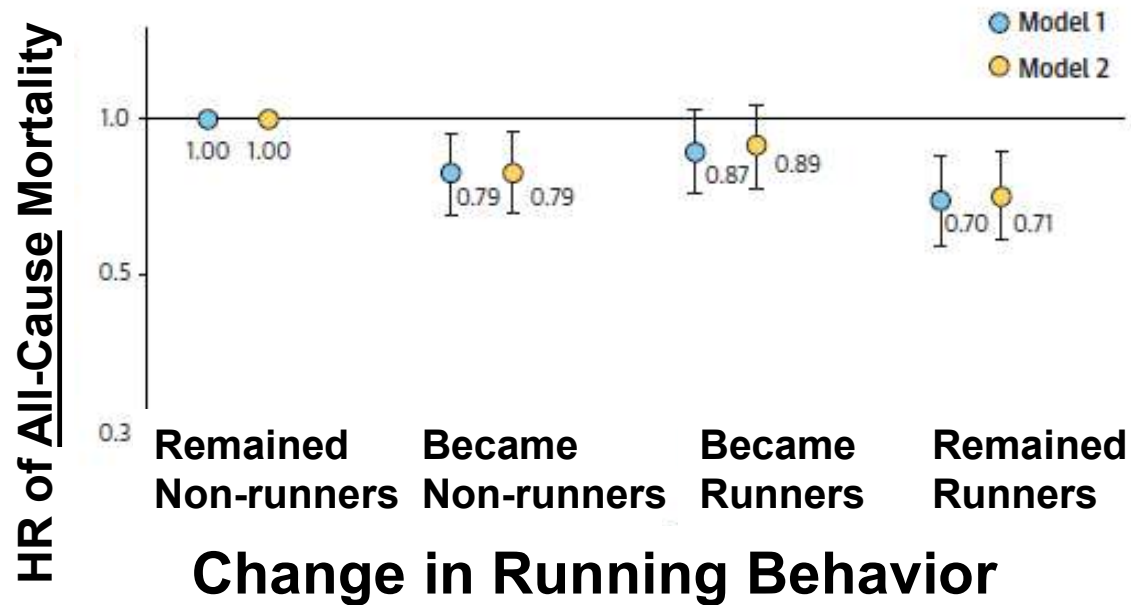 HR of All-Cause Mortality
Model 1
Model 2
1.0
1.00 1.00
0.79 0.79
0.87 0.89
0.70 0.71
0.5
0.3
Remained Non-runners
Became Non-runners
Became Runners
Remained Runners
Change in Running Behavior